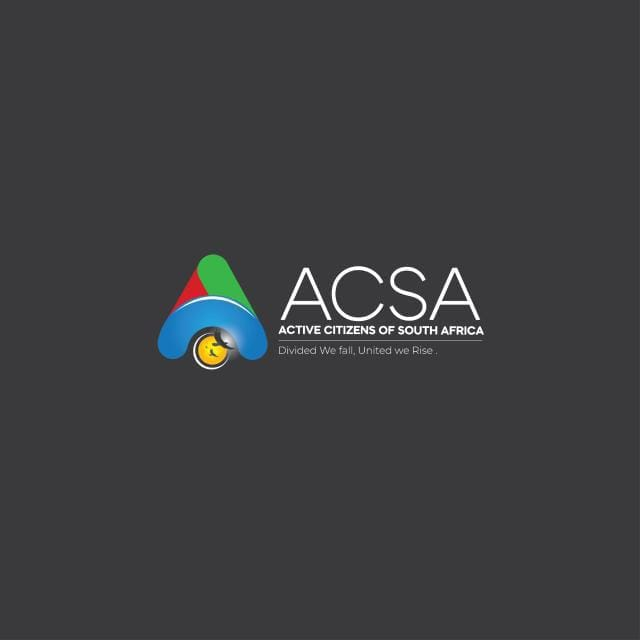 ACSA
ACTIVE CITIZENS OF SOUTH AFRICA
Divided We fall, United we Rise .